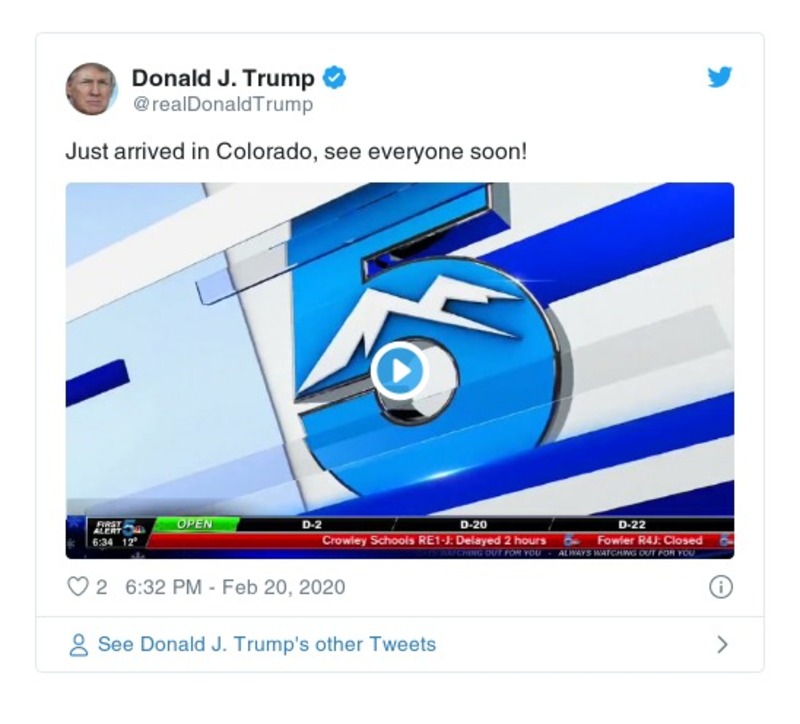 Donald J. Trump
@realDonaldTrump
Just arrived in Colorado, see everyone soon!
5
FIRST ALERT 5
OPEN
D-2
D-20
D-22
6:34 12°
Crowley Schools RE1-J: Delayed 2 hours
Fowler R4J: Closed
WATCHING OUT FOR YOU - ALWAYS WATCHING OUT FOR YOU
2 6:32 PM - Feb 20, 2020
See Donald J. Trump's other Tweets